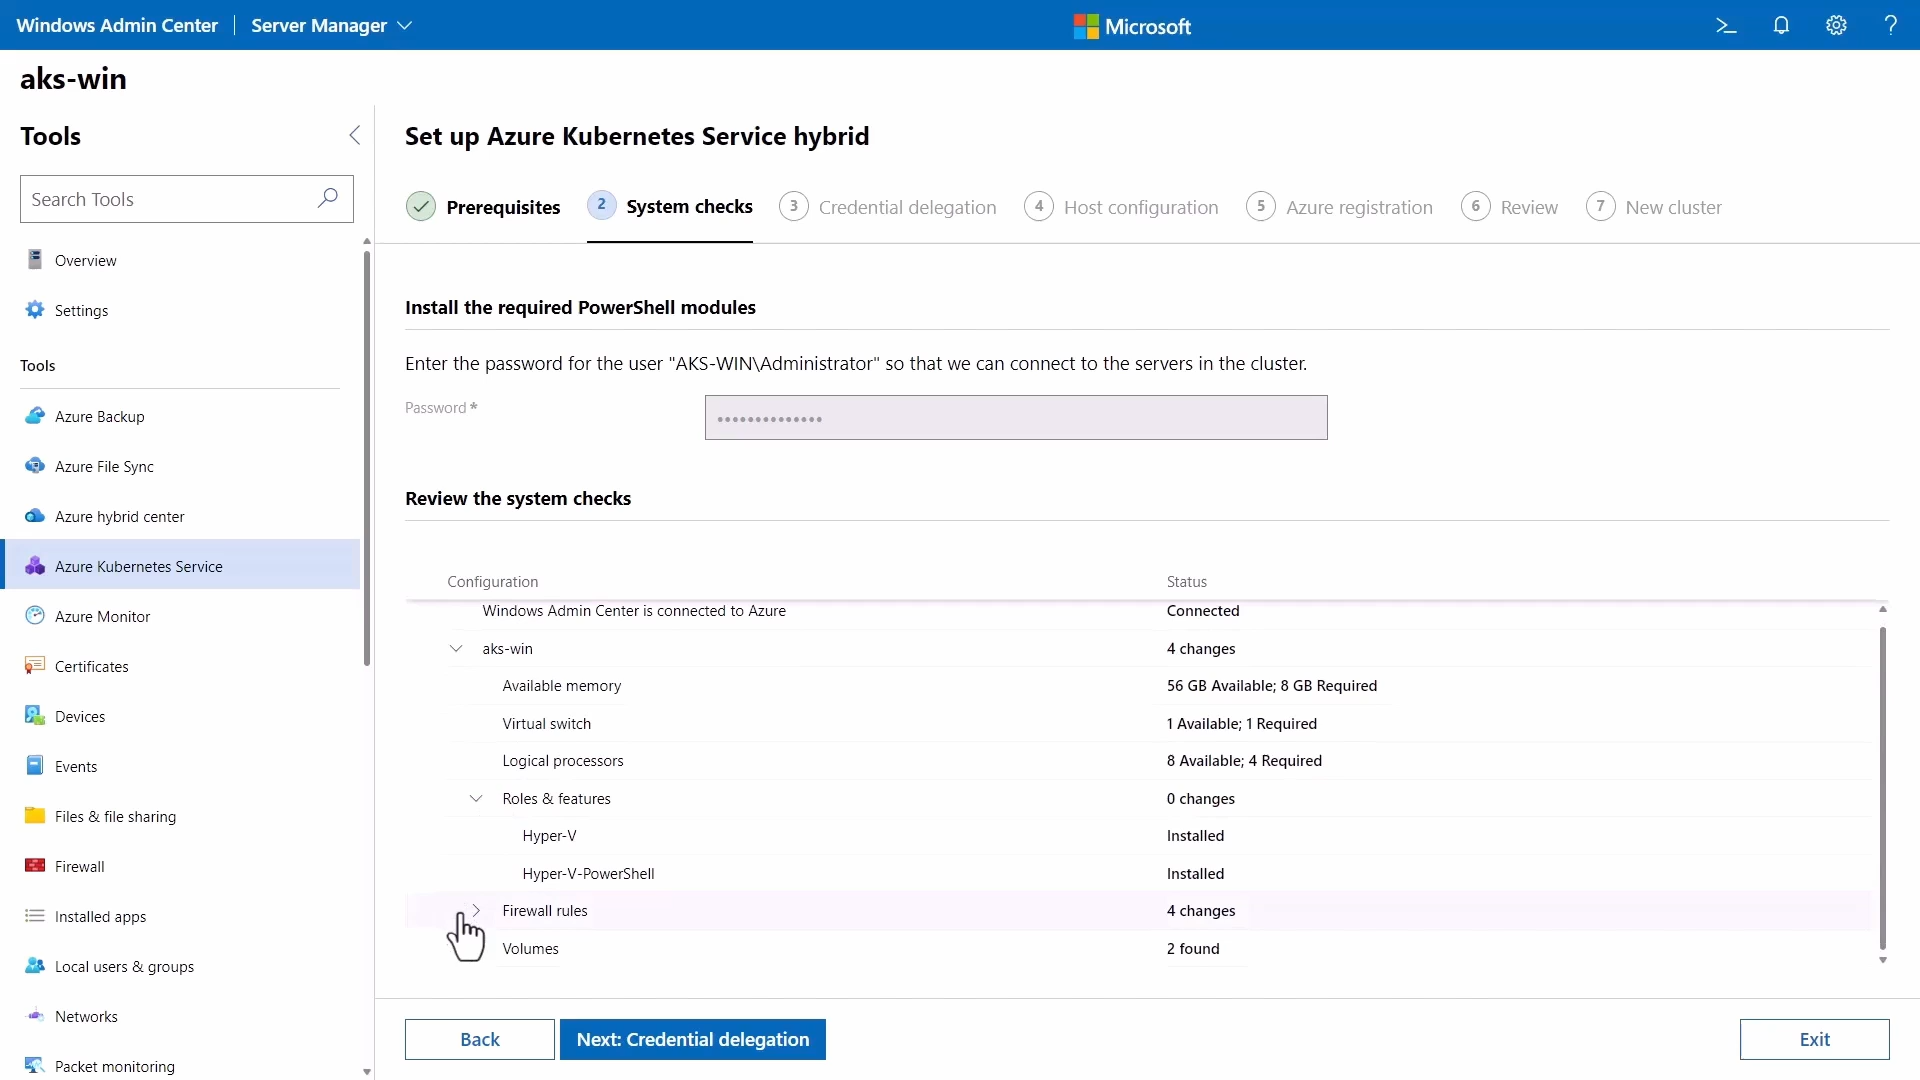 Windows Admin Center
Server Manager
Microsoft
aks-win
Tools
Search Tools
Overview
Settings
Tools
Azure Backup
Azure File Sync
Azure hybrid center
Azure Kubernetes Service
Azure Monitor
Certificates
Devices
Events
Files & file sharing
Firewall
Installed apps
Local users & groups
Networks
Packet monitoring
Set up Azure Kubernetes Service hybrid
Prerequisites
2 System checks
3 Credential delegation
4 Host configuration
5 Azure registration
6 Review
7 New cluster
Install the required PowerShell modules
Enter the password for the user "AKS-WIN\Administrator" so that we can connect to the servers in the cluster.
Password *
Review the system checks
Configuration Status
Windows Admin Center is connected to Azure Connected
aks-win 4 changes
Available memory 56 GB Available; 8 GB Required
Virtual switch 1 Available; 1 Required
Logical processors 8 Available; 4 Required
Roles & features 0 changes
Hyper-V Installed
Hyper-V-PowerShell Installed
Firewall rules 4 changes
Volumes 2 found
Back
Next: Credential delegation
Exit